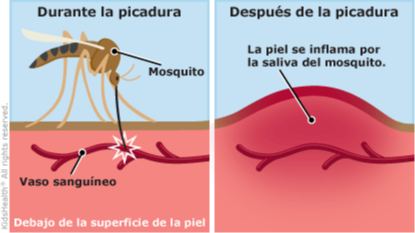 Durante la picadura
Mosquito
Vaso sanguíneo
Debajo de la superficie de la piel
Después de la picadura
La piel se inflama por
la saliva del mosquito.
KidsHealth® All rights reserved.